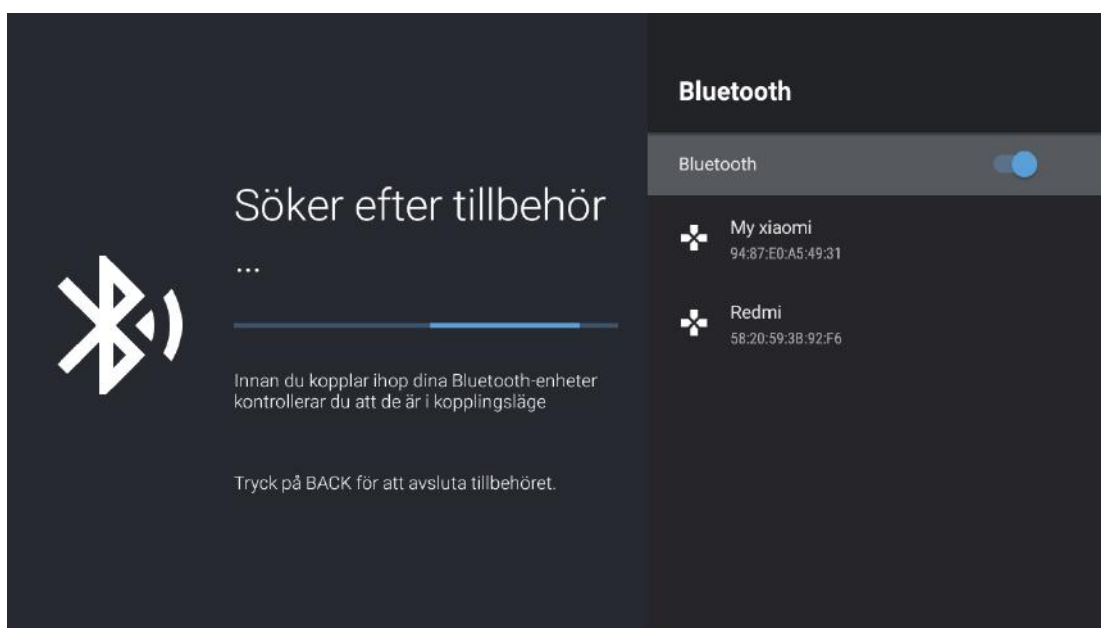 Söker efter tillbehör
...
Innan du kopplar ihop dina Bluetooth-enheter
kontrollerar du att de är i kopplingsläge
Tryck på BACK för att avsluta tillbehöret.
Bluetooth
Bluetooth
My xiaomi
94:87:E0:A5:49:31
Redmi
58:20:59:3B:92:F6